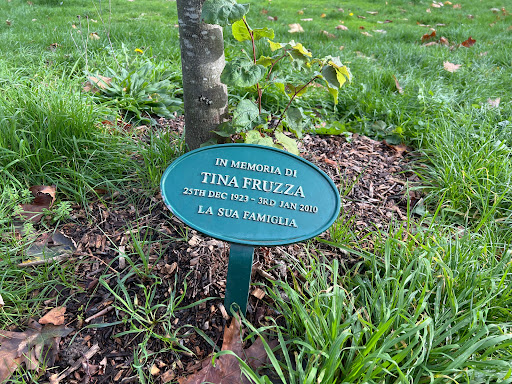 IN MEMORIA DI
TINA FRUZZA
25TH DEC 1923 - 3RD JAN 2010
LA SUA FAMIGLIA